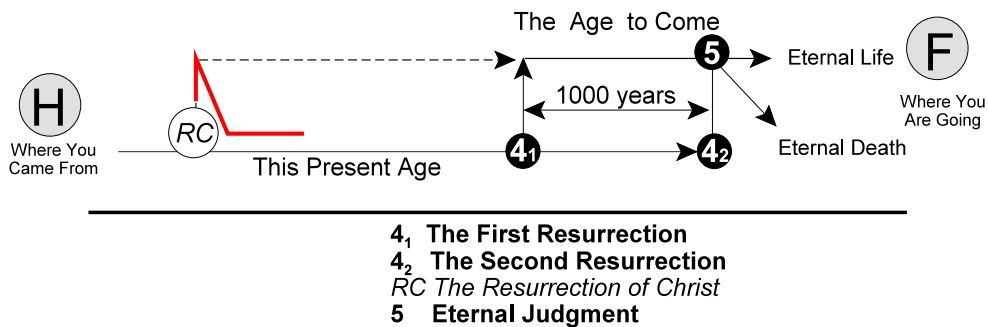 The Age to Come
5
Eternal Life
F
H
1000 years
Where You
Are Going
RC
Where You
Came From
This Present Age
4₁
4₂
Eternal Death
4₁ The First Resurrection
4₂ The Second Resurrection
RC The Resurrection of Christ
5 Eternal Judgment